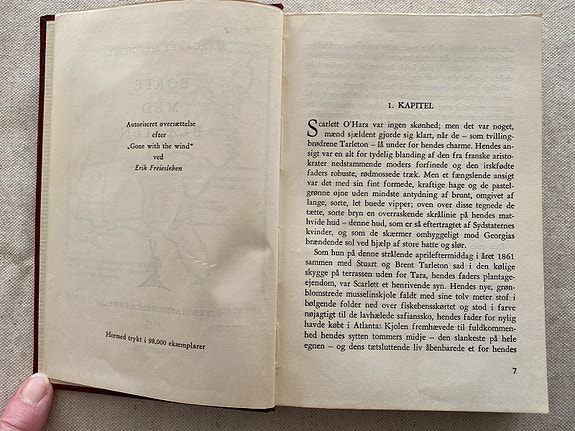 Autoriseret oversættelse
efter
„Gone with the wind“
ved
Erik Freiesleben
Hermed trykt i 98.000 eksemplarer
1. KAPITEL
Scarlett O'Hara var ingen skønhed; men det var noget,
mænd sjældent gjorde sig klart, når de – som tvilling-
brødrene Tarleton – lå under for hendes charme. Hendes an-
sigt var en alt for tydelig blanding af den fra franske aristo-
krater nedstammende moders forfinede og den irskfødte
faders robuste, rødmossede træk. Men et fængslende ansigt
var det med sin fint formede, kraftige hage og de pastel-
grønne øjne uden mindste antydning af brunt, omgivet af
lange, sorte, let buede vipper; oven over disse tegnede de
tætte, sorte bryn en overraskende skrålinie på hendes mat-
hvide hud – denne hud, som er så eftertragtet af Sydstaternes
kvinder, og som de skærmer omhyggeligt mod Georgias
brændende sol ved hjælp af store hatte og slør.
Som hun på denne strålende aprileftermiddag i året 1861
sammen med Stuart og Brent Tarleton sad i den kølige
skygge på terrassen uden for Tara, hendes faders plantage-
ejendom, var Scarlett et henrivende syn. Hendes nye, grøn-
blomstrede musselinskjole faldt med sine tolv meter stof i
bølgende folder ned over fiskebensskørtet og stod i farve
nøjagtigt til de lavhælede safiansko, hendes fader for nylig
havde købt i Atlanta. Kjolen fremhævede til fuldkommen-
hed hendes sytten tommers midje – den slankeste på hele
egnen – og dens tætsluttende liv åbenbarede et for hendes
7